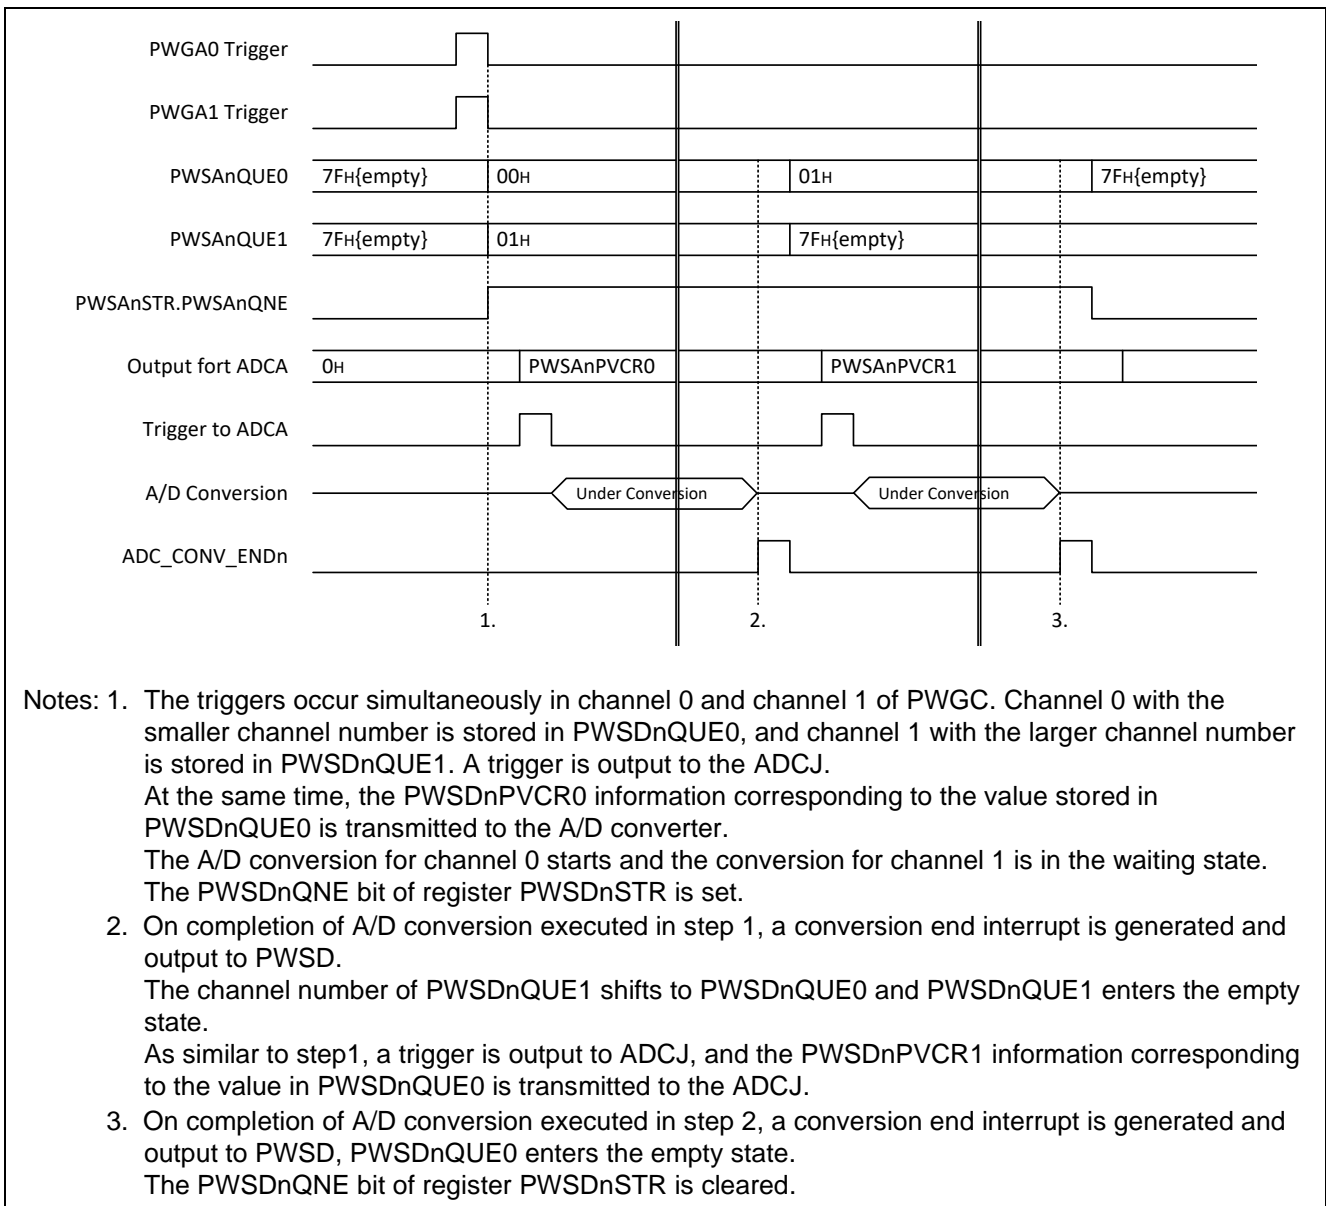 PWGA0 Trigger
PWGA1 Trigger
PWSAnQUE0 7FH{empty} 00H 01H 7FH{empty}
PWSAnQUE1 7FH{empty} 01H 7FH{empty}
PWSAnSTR.PWSAnQNE
Output fort ADCA 0H PWSAnPVCR0 PWSAnPVCR1
Trigger to ADCA
A/D Conversion Under Conversion Under Conversion
ADC_CONV_ENDn
1. 2. 3.
Notes: 1. The triggers occur simultaneously in channel 0 and channel 1 of PWGC. Channel 0 with the
smaller channel number is stored in PWSDnQUE0, and channel 1 with the larger channel number
is stored in PWSDnQUE1. A trigger is output to the ADCJ.
At the same time, the PWSDnPVCR0 information corresponding to the value stored in
PWSDnQUE0 is transmitted to the A/D converter.
The A/D conversion for channel 0 starts and the conversion for channel 1 is in the waiting state.
The PWSDnQNE bit of register PWSDnSTR is set.
2. On completion of A/D conversion executed in step 1, a conversion end interrupt is generated and
output to PWSD.
The channel number of PWSDnQUE1 shifts to PWSDnQUE0 and PWSDnQUE1 enters the empty
state.
As similar to step1, a trigger is output to ADCJ, and the PWSDnPVCR1 information corresponding
to the value in PWSDnQUE0 is transmitted to the ADCJ.
3. On completion of A/D conversion executed in step 2, a conversion end interrupt is generated and
output to PWSD, PWSDnQUE0 enters the empty state.
The PWSDnQNE bit of register PWSDnSTR is cleared.